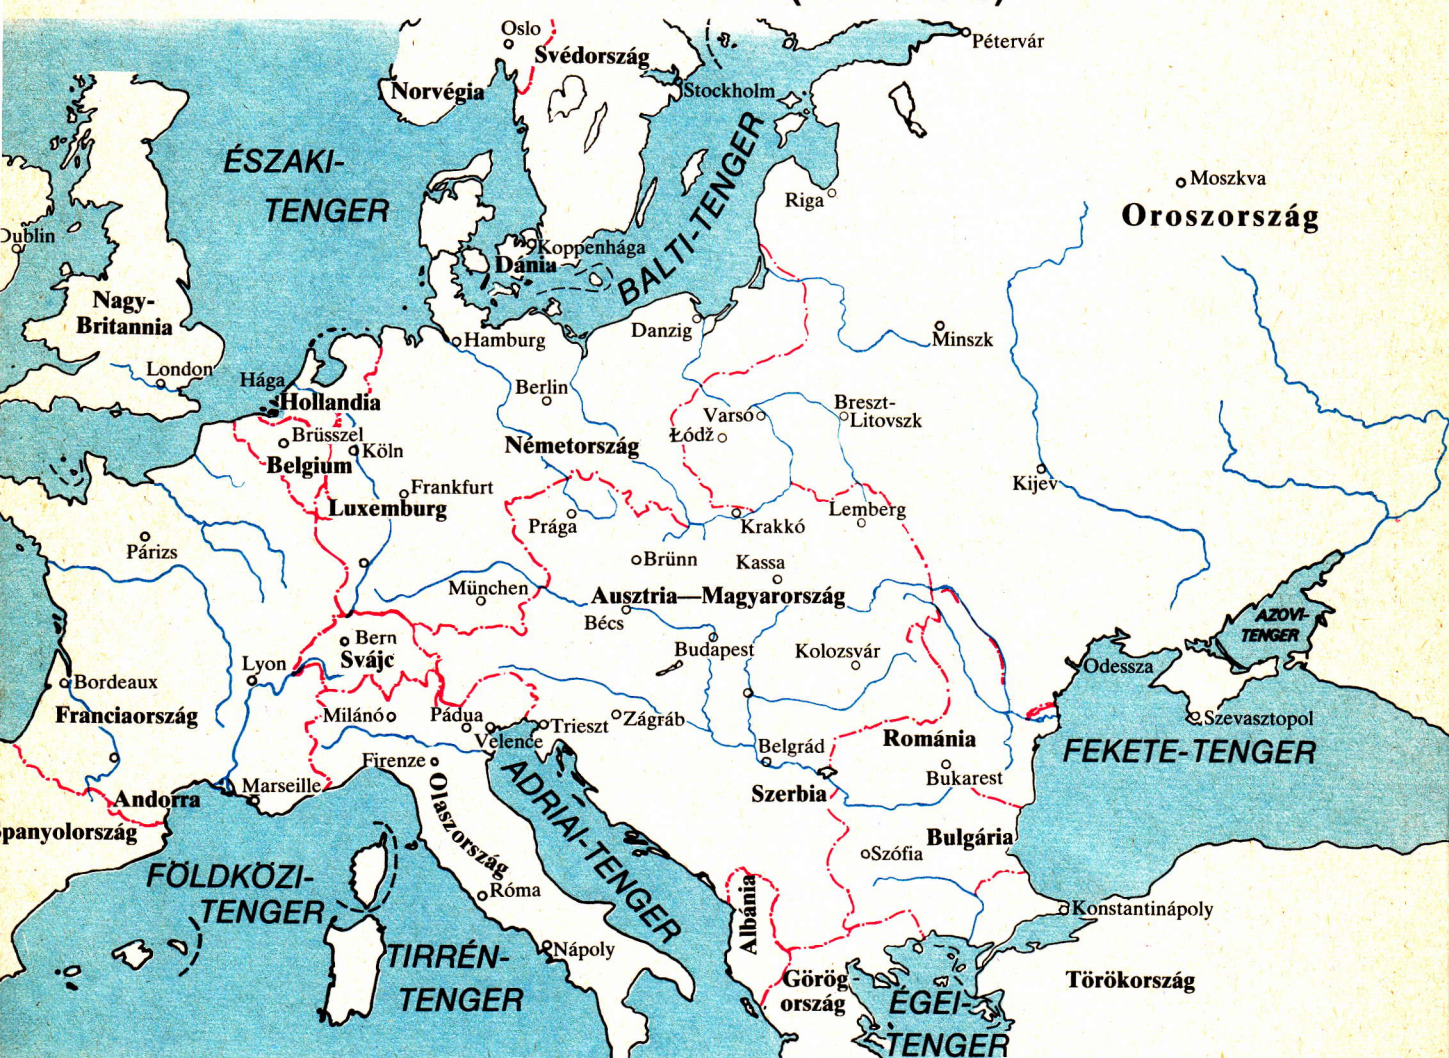 Oslo
Svédország
Pétervár
Norvégia
Stockholm
ÉSZAKI-
TENGER
BALTI-TENGER
Riga
Moszkva
Oroszország
Dublin
Koppenhága
Dánia
Nagy-
Britannia
Danzig
Hamburg
Minszk
London
Hága
Hollandia
Berlin
Varsó
Breszt-
Litovszk
Łódž
Brüsszel
Köln
Belgium
Németország
Frankfurt
Luxemburg
Kijev
Prága
Krakkó
Lemberg
Párizs
Brünn
Kassa
München
Ausztria—Magyarország
Bécs
Budapest
Kolozsvár
AZOVI-
TENGER
Bern
Svájc
Lyon
Odessza
Bordeaux
Franciaország
Milánó
Pádua
Velence
Trieszt
Zágráb
Szevasztopol
FEKETE-TENGER
Firenze
Olaszország
ADRIAI-TENGER
Belgrád
Szerbia
Románia
Bukarest
Marseille
Andorra
panyolország
Bulgária
Szófia
FÖLDKÖZI-
TENGER
Róma
Albánia
Konstantinápoly
TIRRÉN-
TENGER
Nápoly
Görög-
ország
ÉGEI-
TENGER
Törökország